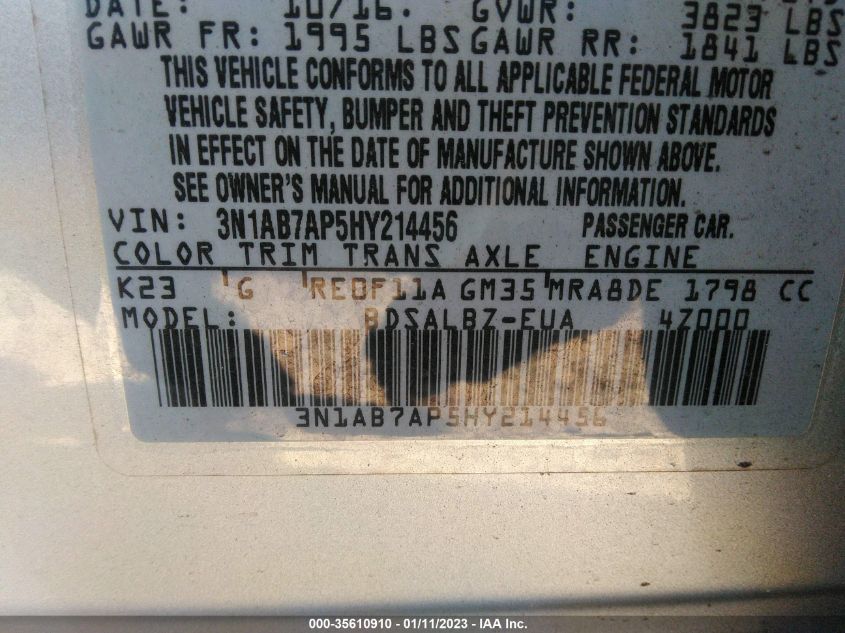 DATE: 10/16. GVWR: 3823 LBS
GAWR FR: 1995 LBS GAWR RR: 1841 LBS
THIS VEHICLE CONFORMS TO ALL APPLICABLE FEDERAL MOTOR
VEHICLE SAFETY, BUMPER AND THEFT PREVENTION STANDARDS
IN EFFECT ON THE DATE OF MANUFACTURE SHOWN ABOVE.
SEE OWNER'S MANUAL FOR ADDITIONAL INFORMATION.
VIN: 3N1AB7AP5HY214456 PASSENGER CAR.
COLOR TRIM TRANS AXLE ENGINE
K23 G RE0F11A GM35 MRA8DE 1798 CC
MODEL: BDSALBZ-EUA 4Z000
3N1AB7AP5HY214456
000-35610910 - 01/11/2023 - IAA Inc.